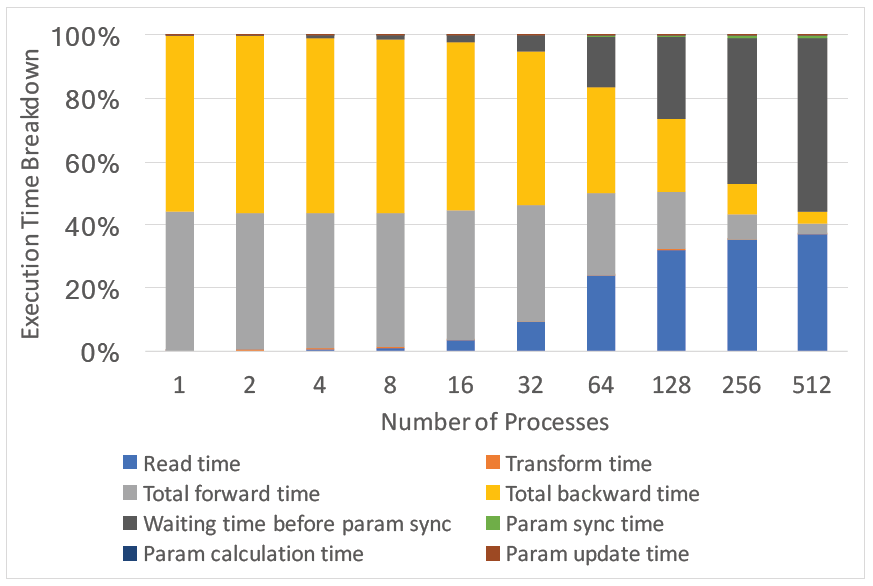 100%
80%
60%
40%
20%
0%
Execution Time Breakdown
1 2 4 8 16 32 64 128 256 512
Number of Processes
Read time
Transform time
Total forward time
Total backward time
Waiting time before param sync
Param sync time
Param calculation time
Param update time